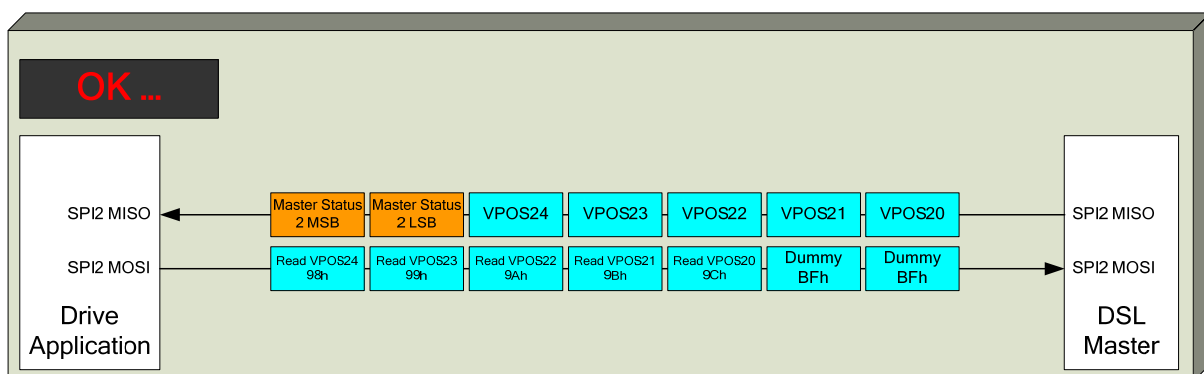 OK ...
SPI2 MISO
Master Status
2 MSB
Master Status
2 LSB
VPOS24
VPOS23
VPOS22
VPOS21
VPOS20
SPI2 MISO
SPI2 MOSI
Read VPOS24
98h
Read VPOS23
99h
Read VPOS22
9Ah
Read VPOS21
9Bh
Read VPOS20
9Ch
Dummy
BFh
Dummy
BFh
SPI2 MOSI
Drive
Application
DSL
Master